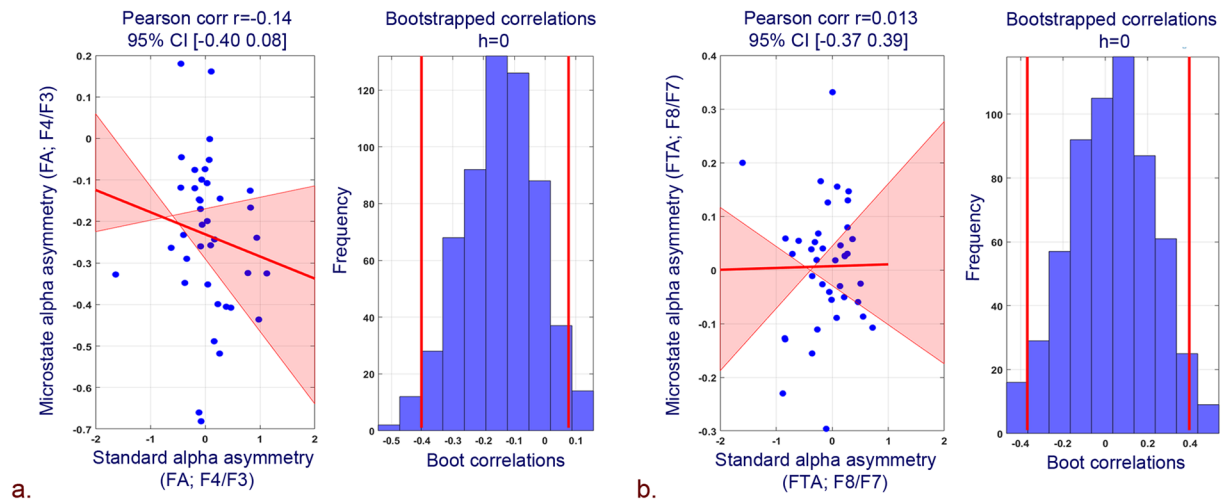 Pearson corr r=-0.14
95% CI [-0.40 0.08]
Microstate alpha asymmetry (FA; F4/F3)
0.2
0.1
0
-0.1
-0.2
-0.3
-0.4
-0.5
-0.6
-0.7
-2 -1 0 1 2
Standard alpha asymmetry
(FA; F4/F3)
Bootstrapped correlations
h=0
Frequency
120
100
80
60
40
20
0
-0.5 -0.4 -0.3 -0.2 -0.1 0 0.1
Boot correlations
a.
Pearson corr r=0.013
95% CI [-0.37 0.39]
Microstate alpha asymmetry (FTA; F8/F7)
0.4
0.3
0.2
0.1
0
-0.1
-0.2
-0.3
-2 -1 0 1 2
Standard alpha asymmetry
(FTA; F8/F7)
Bootstrapped correlations
h=0
Frequency
100
80
60
40
20
0
-0.4 -0.2 0 0.2 0.4
Boot correlations
b.